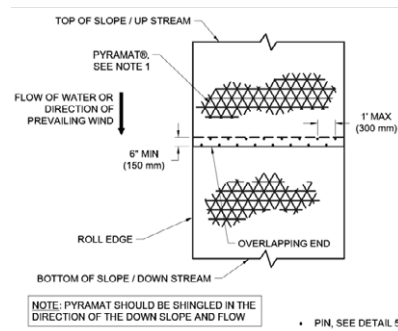 TOP OF SLOPE / UP STREAM
PYRAMAT®,
SEE NOTE 1
FLOW OF WATER OR
DIRECTION OF
PREVAILING WIND
1' MAX
(300 mm)
6" MIN
(150 mm)
ROLL EDGE
OVERLAPPING END
BOTTOM OF SLOPE / DOWN STREAM
NOTE: PYRAMAT SHOULD BE SHINGLED IN THE
DIRECTION OF THE DOWN SLOPE AND FLOW
• PIN, SEE DETAIL 5